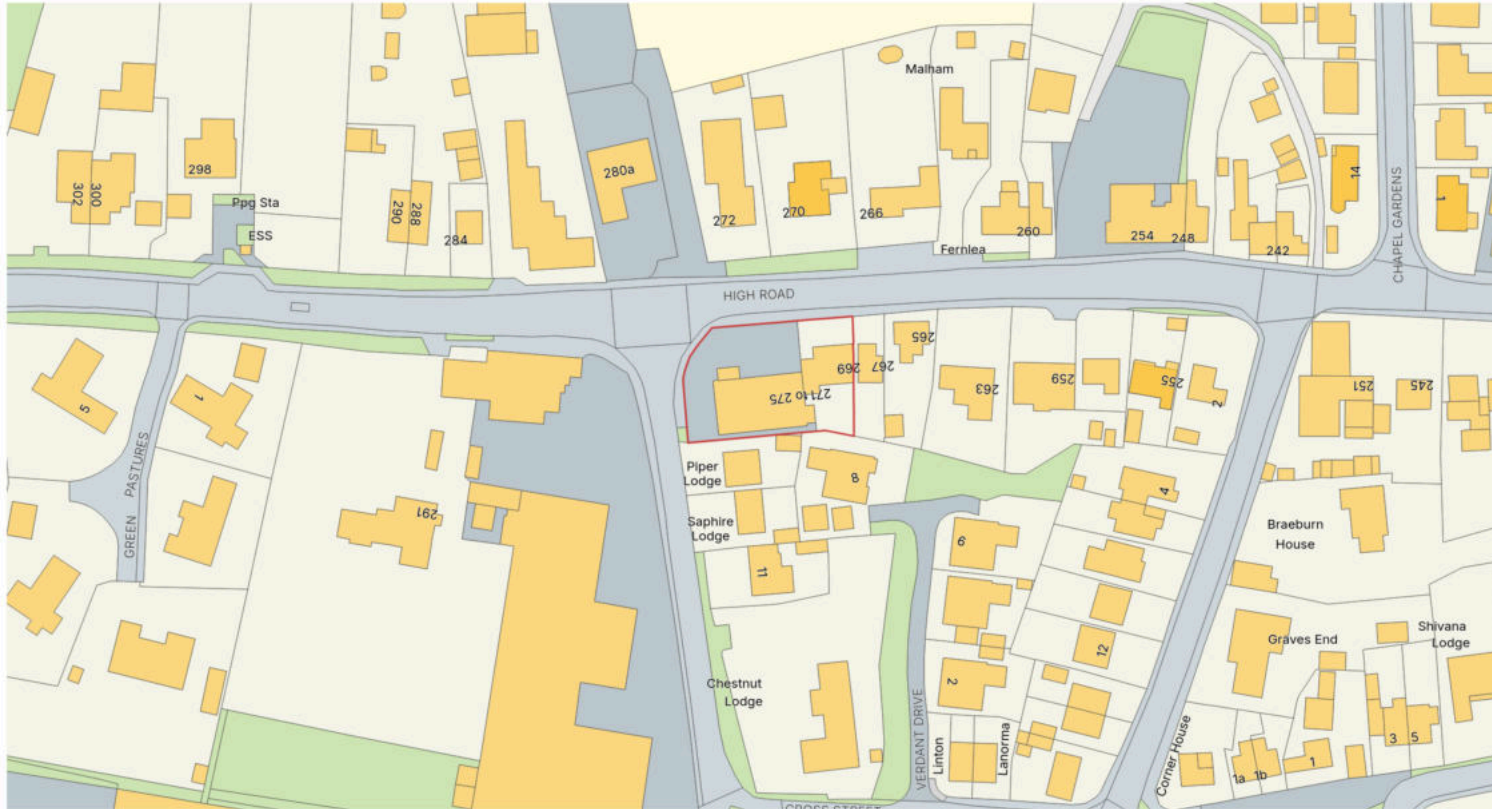 Malham
302
300
298
Ppg Sta
ESS
290
288
284
280a
272
270
266
Fernlea
260
254
248
242
14
1
CHAPEL GARDENS
HIGH ROAD
5
1
GREEN PASTURES
291
271 to 275
269
267
265
263
259
255
2
251
245
Piper
Lodge
8
Saphire
Lodge
11
9
4
Braeburn
House
12
2
Graves End
Shivana
Lodge
Chestnut
Lodge
VERDANT DRIVE
Linton
Lanorma
Corner House
1a
1b
1
3
5
CROSS STREET